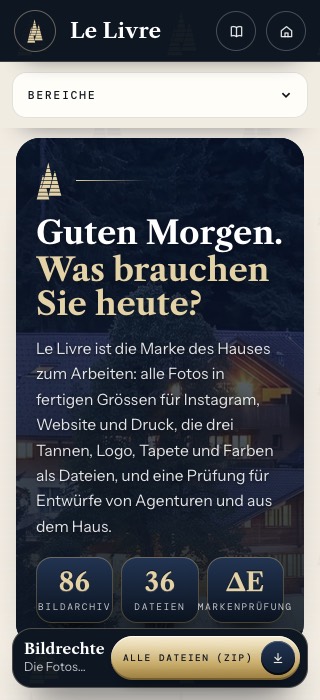 Le Livre
BEREICHE
Guten Morgen.
Was brauchen
Sie heute?
Le Livre ist die Marke des Hauses
zum Arbeiten: alle Fotos in
fertigen Grössen für Instagram,
Website und Druck, die drei
Tannen, Logo, Tapete und Farben
als Dateien, und eine Prüfung für
Entwürfe von Agenturen und aus
dem Haus.
86
BILDARCHIV
36
DATEIEN
ΔE
MARKENPRÜFUNG
Bildrechte
Die Fotos...
ALLE DATEIEN (ZIP)